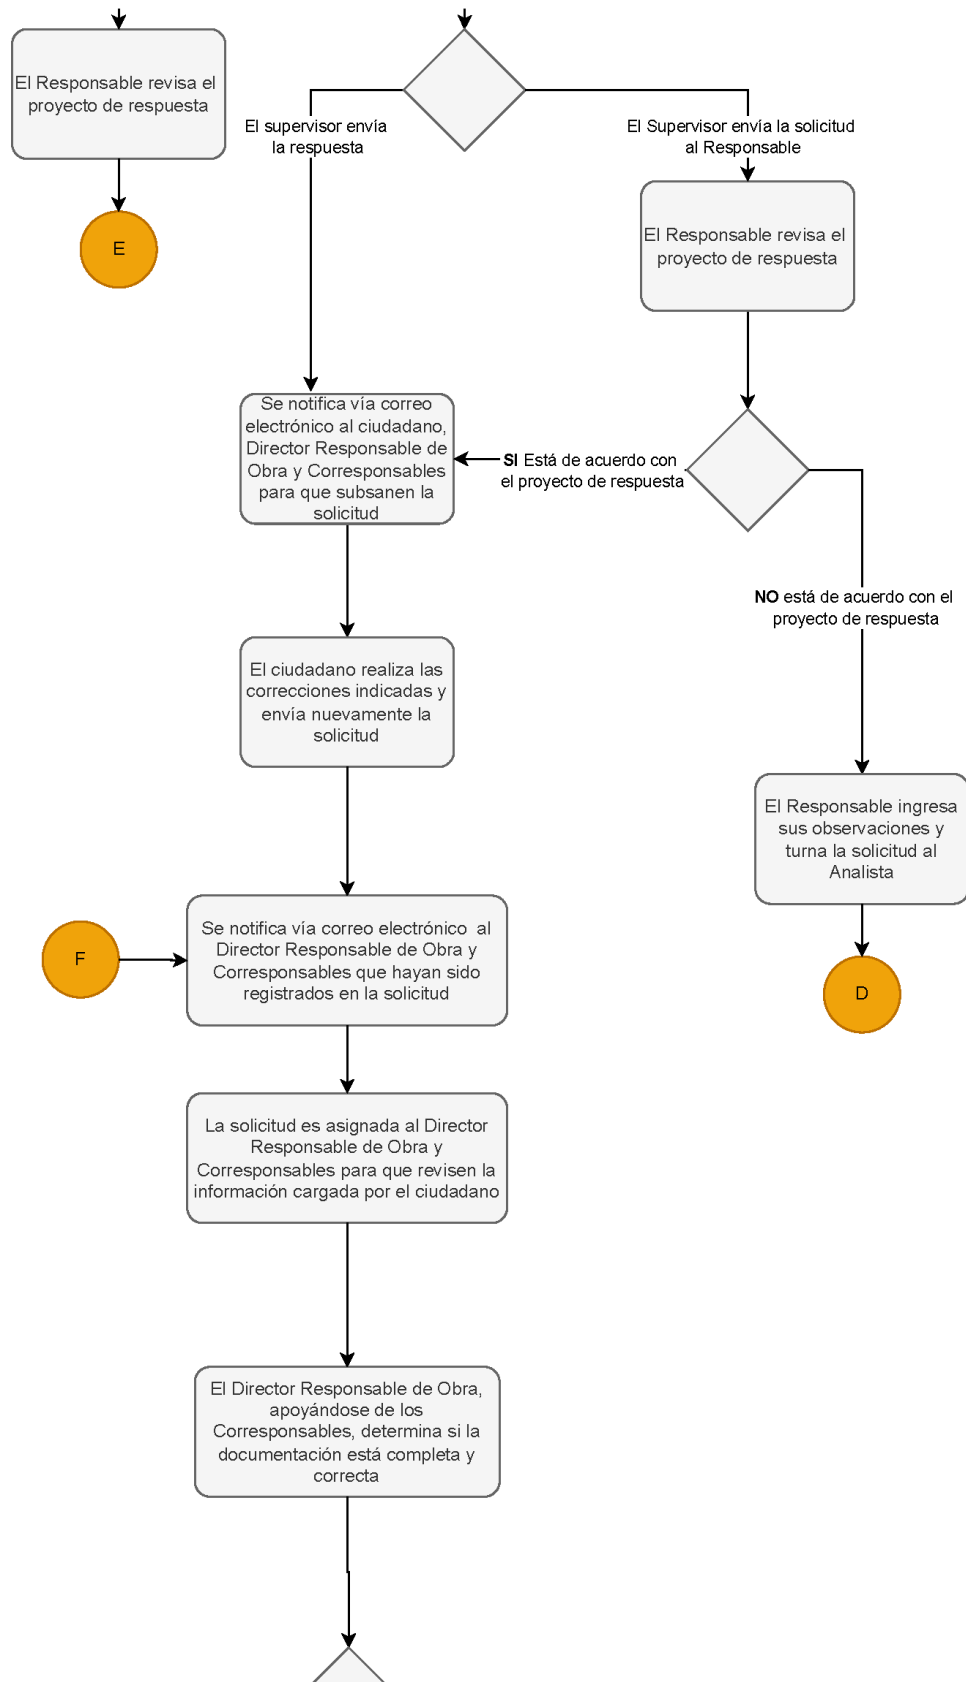 El Responsable revisa el
proyecto de respuesta
E
El supervisor envía
la respuesta
El Supervisor envía la solicitud
al Responsable
El Responsable revisa el
proyecto de respuesta
Se notifica vía correo
electrónico al ciudadano,
Director Responsable de
Obra y Corresponsables
para que subsanen la
solicitud
SI Está de acuerdo con
el proyecto de respuesta
NO está de acuerdo con el
proyecto de respuesta
El ciudadano realiza las
correcciones indicadas y
envía nuevamente la
solicitud
El Responsable ingresa
sus observaciones y
turna la solicitud al
Analista
D
F
Se notifica vía correo electrónico al
Director Responsable de Obra y
Corresponsables que hayan sido
registrados en la solicitud
La solicitud es asignada al Director
Responsable de Obra y
Corresponsables para que revisen la
información cargada por el ciudadano
El Director Responsable de Obra,
apoyándose de los
Corresponsables, determina si la
documentación está completa y
correcta